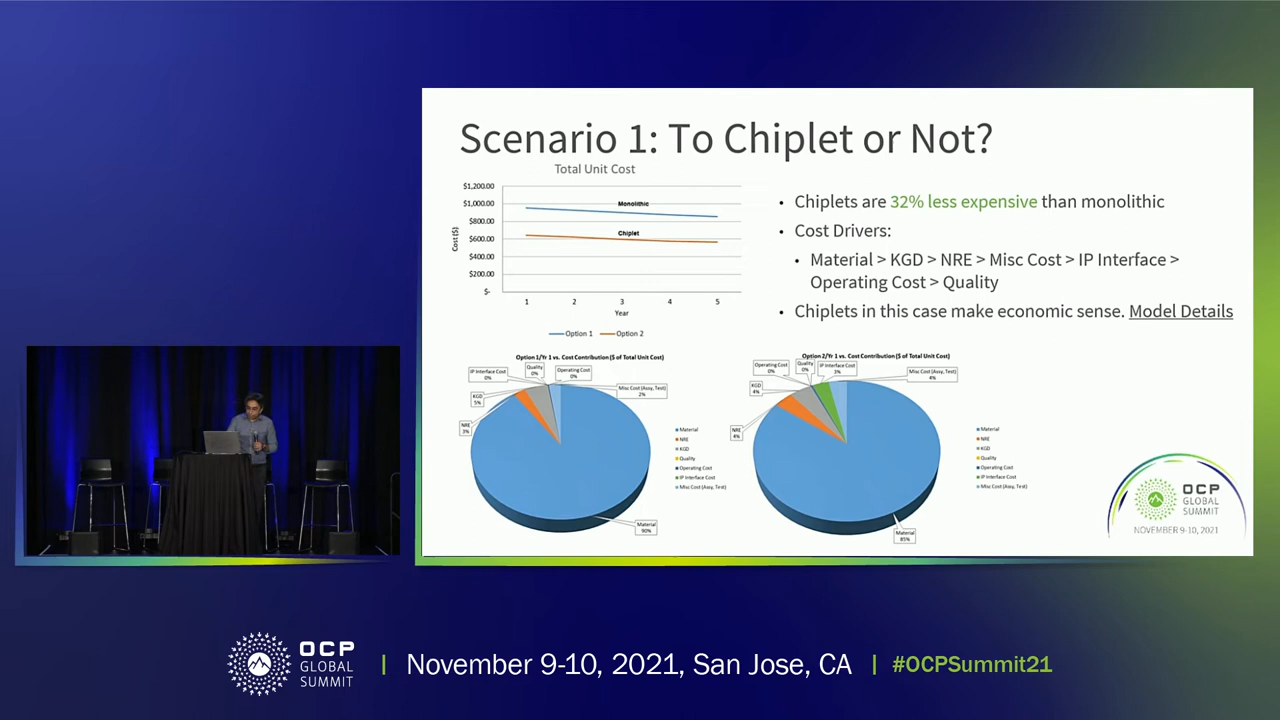 Scenario 1: To Chiplet or Not?
Total Unit Cost
$1,200.00
$1,000.00
$800.00
$600.00
$400.00
$200.00
$-
Cost ($)
Monolithic
Chiplet
1 2 3 4 5
Year
Option 1 Option 2
• Chiplets are 32% less expensive than monolithic
• Cost Drivers:
• Material > KGD > NRE > Misc Cost > IP Interface >
Operating Cost > Quality
• Chiplets in this case make economic sense. Model Details
Option 1/Yr 1 vs. Cost Contribution ($ of Total Unit Cost)
IP Interface Cost
0%
Quality
0%
Operating Cost
0%
Misc Cost (Assy, Test)
2%
KGD
5%
NRE
3%
Material
90%
Material
NRE
KGD
Quality
Operating Cost
IP Interface Cost
Misc Cost (Assy, Test)
Option 2/Yr 1 vs. Cost Contribution ($ of Total Unit Cost)
Operating Cost
0%
Quality
0%
IP Interface Cost
3%
Misc Cost (Assy, Test)
4%
KGD
4%
NRE
4%
Material
85%
Material
NRE
KGD
Quality
Operating Cost
IP Interface Cost
Misc Cost (Assy, Test)
OCP
GLOBAL
SUMMIT
NOVEMBER 9-10, 2021
OCP
GLOBAL
SUMMIT
November 9-10, 2021, San Jose, CA
#OCPSummit21